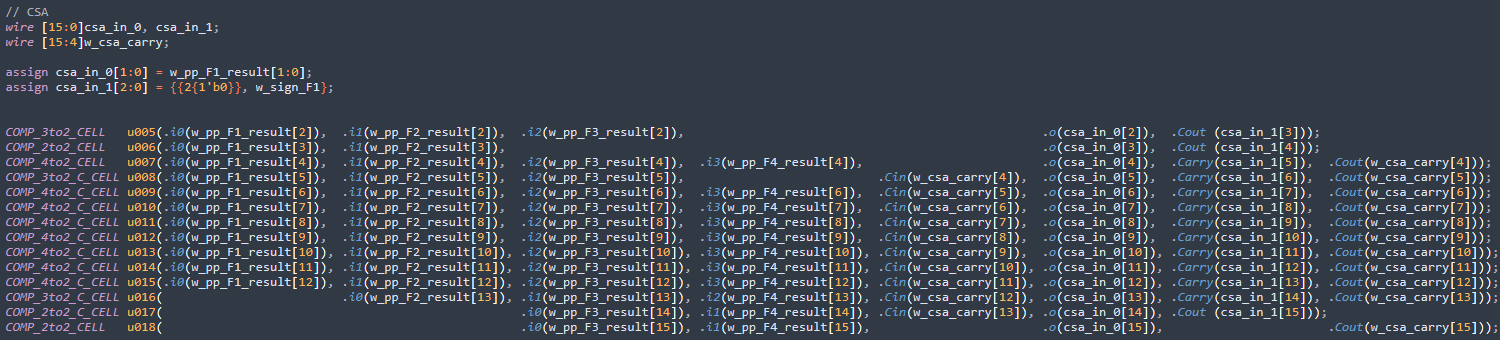 // CSA
wire [15:0]csa_in_0, csa_in_1;
wire [15:4]w_csa_carry;
assign csa_in_0[1:0] = w_pp_F1_result[1:0];
assign csa_in_1[2:0] = {{2{1'b0}}, w_sign_F1};
COMP_3to2_CELL u005(.i0(w_pp_F1_result[2]), .i1(w_pp_F2_result[2]), .i2(w_pp_F3_result[2]), .o(csa_in_0[2]), .Cout (csa_in_1[3]));
COMP_2to2_CELL u006(.i0(w_pp_F1_result[3]), .i1(w_pp_F2_result[3]), .o(csa_in_0[3]), .Cout (csa_in_1[4]));
COMP_4to2_CELL u007(.i0(w_pp_F1_result[4]), .i1(w_pp_F2_result[4]), .i2(w_pp_F3_result[4]), .i3(w_pp_F4_result[4]), .o(csa_in_0[4]), .Carry(csa_in_1[5]), .Cout(w_csa_carry[4]));
COMP_3to2_C_CELL u008(.i0(w_pp_F1_result[5]), .i1(w_pp_F2_result[5]), .i2(w_pp_F3_result[5]), .Cin(w_csa_carry[4]), .o(csa_in_0[5]), .Carry(csa_in_1[6]), .Cout(w_csa_carry[5]));
COMP_4to2_C_CELL u009(.i0(w_pp_F1_result[6]), .i1(w_pp_F2_result[6]), .i2(w_pp_F3_result[6]), .i3(w_pp_F4_result[6]), .Cin(w_csa_carry[5]), .o(csa_in_0[6]), .Carry(csa_in_1[7]), .Cout(w_csa_carry[6]));
COMP_4to2_C_CELL u010(.i0(w_pp_F1_result[7]), .i1(w_pp_F2_result[7]), .i2(w_pp_F3_result[7]), .i3(w_pp_F4_result[7]), .Cin(w_csa_carry[6]), .o(csa_in_0[7]), .Carry(csa_in_1[8]), .Cout(w_csa_carry[7]));
COMP_4to2_C_CELL u011(.i0(w_pp_F1_result[8]), .i1(w_pp_F2_result[8]), .i2(w_pp_F3_result[8]), .i3(w_pp_F4_result[8]), .Cin(w_csa_carry[7]), .o(csa_in_0[8]), .Carry(csa_in_1[9]), .Cout(w_csa_carry[8]));
COMP_4to2_C_CELL u012(.i0(w_pp_F1_result[9]), .i1(w_pp_F2_result[9]), .i2(w_pp_F3_result[9]), .i3(w_pp_F4_result[9]), .Cin(w_csa_carry[8]), .o(csa_in_0[9]), .Carry(csa_in_1[10]), .Cout(w_csa_carry[9]));
COMP_4to2_C_CELL u013(.i0(w_pp_F1_result[10]), .i1(w_pp_F2_result[10]), .i2(w_pp_F3_result[10]), .i3(w_pp_F4_result[10]), .Cin(w_csa_carry[9]), .o(csa_in_0[10]), .Carry(csa_in_1[11]), .Cout(w_csa_carry[10]));
COMP_4to2_C_CELL u014(.i0(w_pp_F1_result[11]), .i1(w_pp_F2_result[11]), .i2(w_pp_F3_result[11]), .i3(w_pp_F4_result[11]), .Cin(w_csa_carry[10]), .o(csa_in_0[11]), .Carry(csa_in_1[12]), .Cout(w_csa_carry[11]));
COMP_4to2_C_CELL u015(.i0(w_pp_F1_result[12]), .i1(w_pp_F2_result[12]), .i2(w_pp_F3_result[12]), .i3(w_pp_F4_result[12]), .Cin(w_csa_carry[11]), .o(csa_in_0[12]), .Carry(csa_in_1[13]), .Cout(w_csa_carry[12]));
COMP_3to2_C_CELL u016( .i0(w_pp_F2_result[13]), .i1(w_pp_F3_result[13]), .i2(w_pp_F4_result[13]), .Cin(w_csa_carry[12]), .o(csa_in_0[13]), .Carry(csa_in_1[14]), .Cout(w_csa_carry[13]));
COMP_2to2_C_CELL u017( .i0(w_pp_F3_result[14]), .i1(w_pp_F4_result[14]), .Cin(w_csa_carry[13]), .o(csa_in_0[14]), .Cout (csa_in_1[15]));
COMP_2to2_CELL u018( .i0(w_pp_F3_result[15]), .i1(w_pp_F4_result[15]), .o(csa_in_0[15]), .Cout(w_csa_carry[15]));